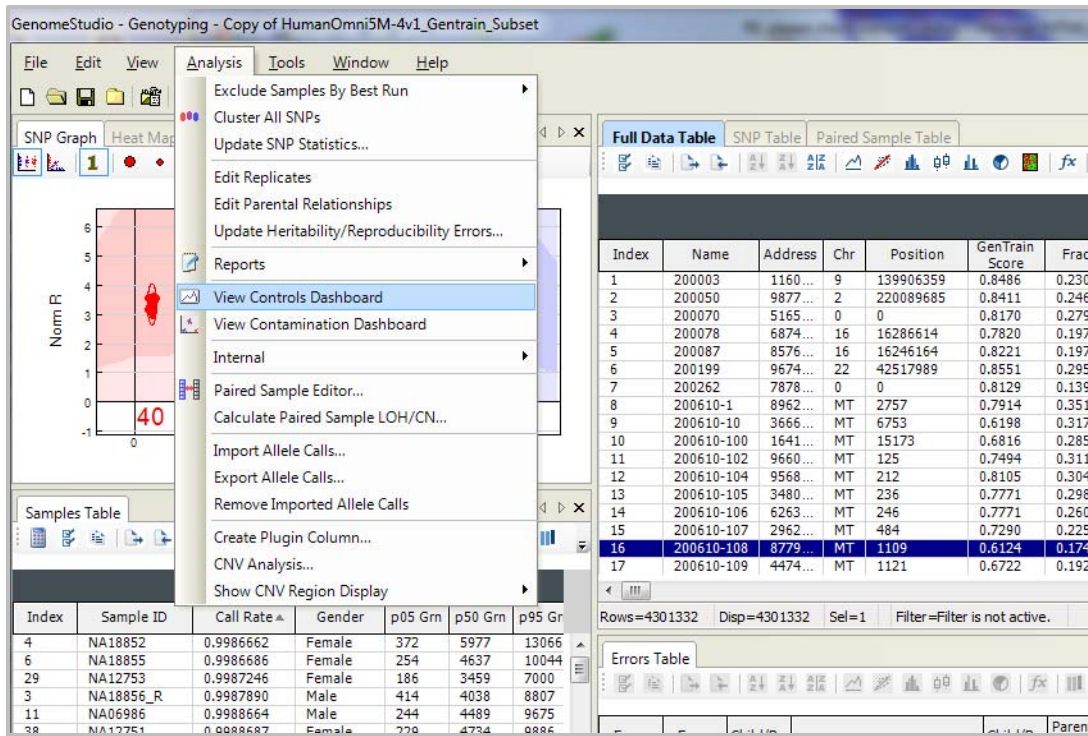 GenomeStudio - Genotyping - Copy of HumanOmni5M-4v1_Gentrain_Subset
File Edit View Analysis Tools Window Help
Exclude Samples By Best Run
Cluster All SNPs
Update SNP Statistics...
Edit Replicates
Edit Parental Relationships
Update Heritability/Reproducibility Errors...
Reports
View Controls Dashboard
View Contamination Dashboard
Internal
Paired Sample Editor...
Calculate Paired Sample LOH/CN...
Import Allele Calls...
Export Allele Calls...
Remove Imported Allele Calls
Create Plugin Column...
CNV Analysis...
Show CNV Region Display
SNP Graph Heat Map
1
Norm R
6
5
4
3
2
1
0
-1
40
0
Samples Table
Index Sample ID Call Rate Gender p05 Grn p50 Grn p95 Gr
4 NA18852 0.9986662 Female 372 5977 13066
6 NA18855 0.9986686 Female 254 4637 10044
29 NA12753 0.9987246 Female 186 3459 7000
3 NA18856_R 0.9987890 Male 414 4038 8807
11 NA06986 0.9988664 Male 244 4489 9675
38 NA12751 0.9988687 Female 229 4734 9886
Full Data Table SNP Table Paired Sample Table
Index Name Address Chr Position GenTrain Score Frac
1 200003 1160... 9 139906359 0.8486 0.230
2 200050 9877... 2 220089685 0.8411 0.246
3 200070 5165... 0 0 0.8170 0.279
4 200078 6874... 16 16286614 0.7820 0.197
5 200087 8576... 16 16246164 0.8221 0.197
6 200199 9674... 22 42517989 0.8551 0.295
7 200262 7878... 0 0 0.8129 0.139
8 200610-1 8962... MT 2757 0.7914 0.351
9 200610-10 3666... MT 6753 0.6198 0.317
10 200610-100 1641... MT 15173 0.6816 0.285
11 200610-102 9660... MT 125 0.7494 0.311
12 200610-104 9568... MT 212 0.8105 0.304
13 200610-105 3480... MT 236 0.7771 0.298
14 200610-106 6263... MT 246 0.7771 0.260
15 200610-107 2962... MT 484 0.7290 0.225
16 200610-108 8779... MT 1109 0.6124 0.174
17 200610-109 4474... MT 1121 0.6722 0.192
Rows=4301332 Disp=4301332 Sel=1 Filter=Filter is not active.
Errors Table
Paren